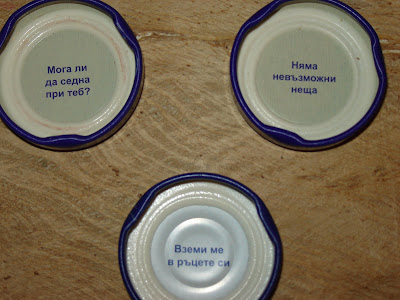 Мога ли
да седна
при теб?
Няма
невъзможни
неща
Вземи ме
в ръцете си